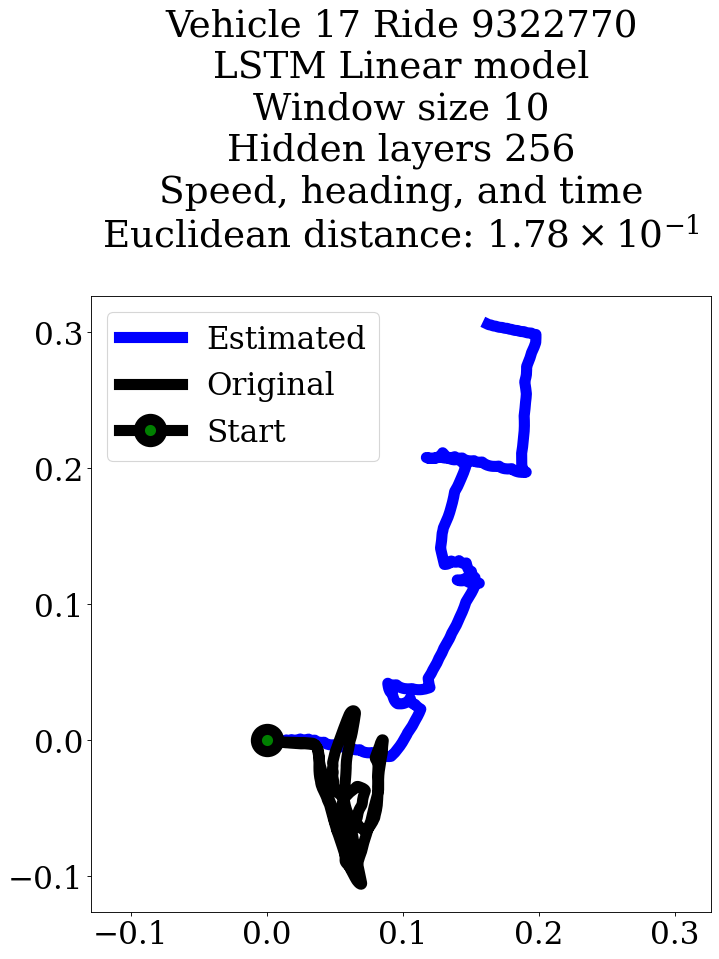 Vehicle 17 Ride 9322770
LSTM Linear model
Window size 10
Hidden layers 256
Speed, heading, and time
Euclidean distance: 1.78 × 10⁻¹
Estimated
Original
Start
0.3
0.2
0.1
0.0
−0.1
−0.1
0.0
0.1
0.2
0.3